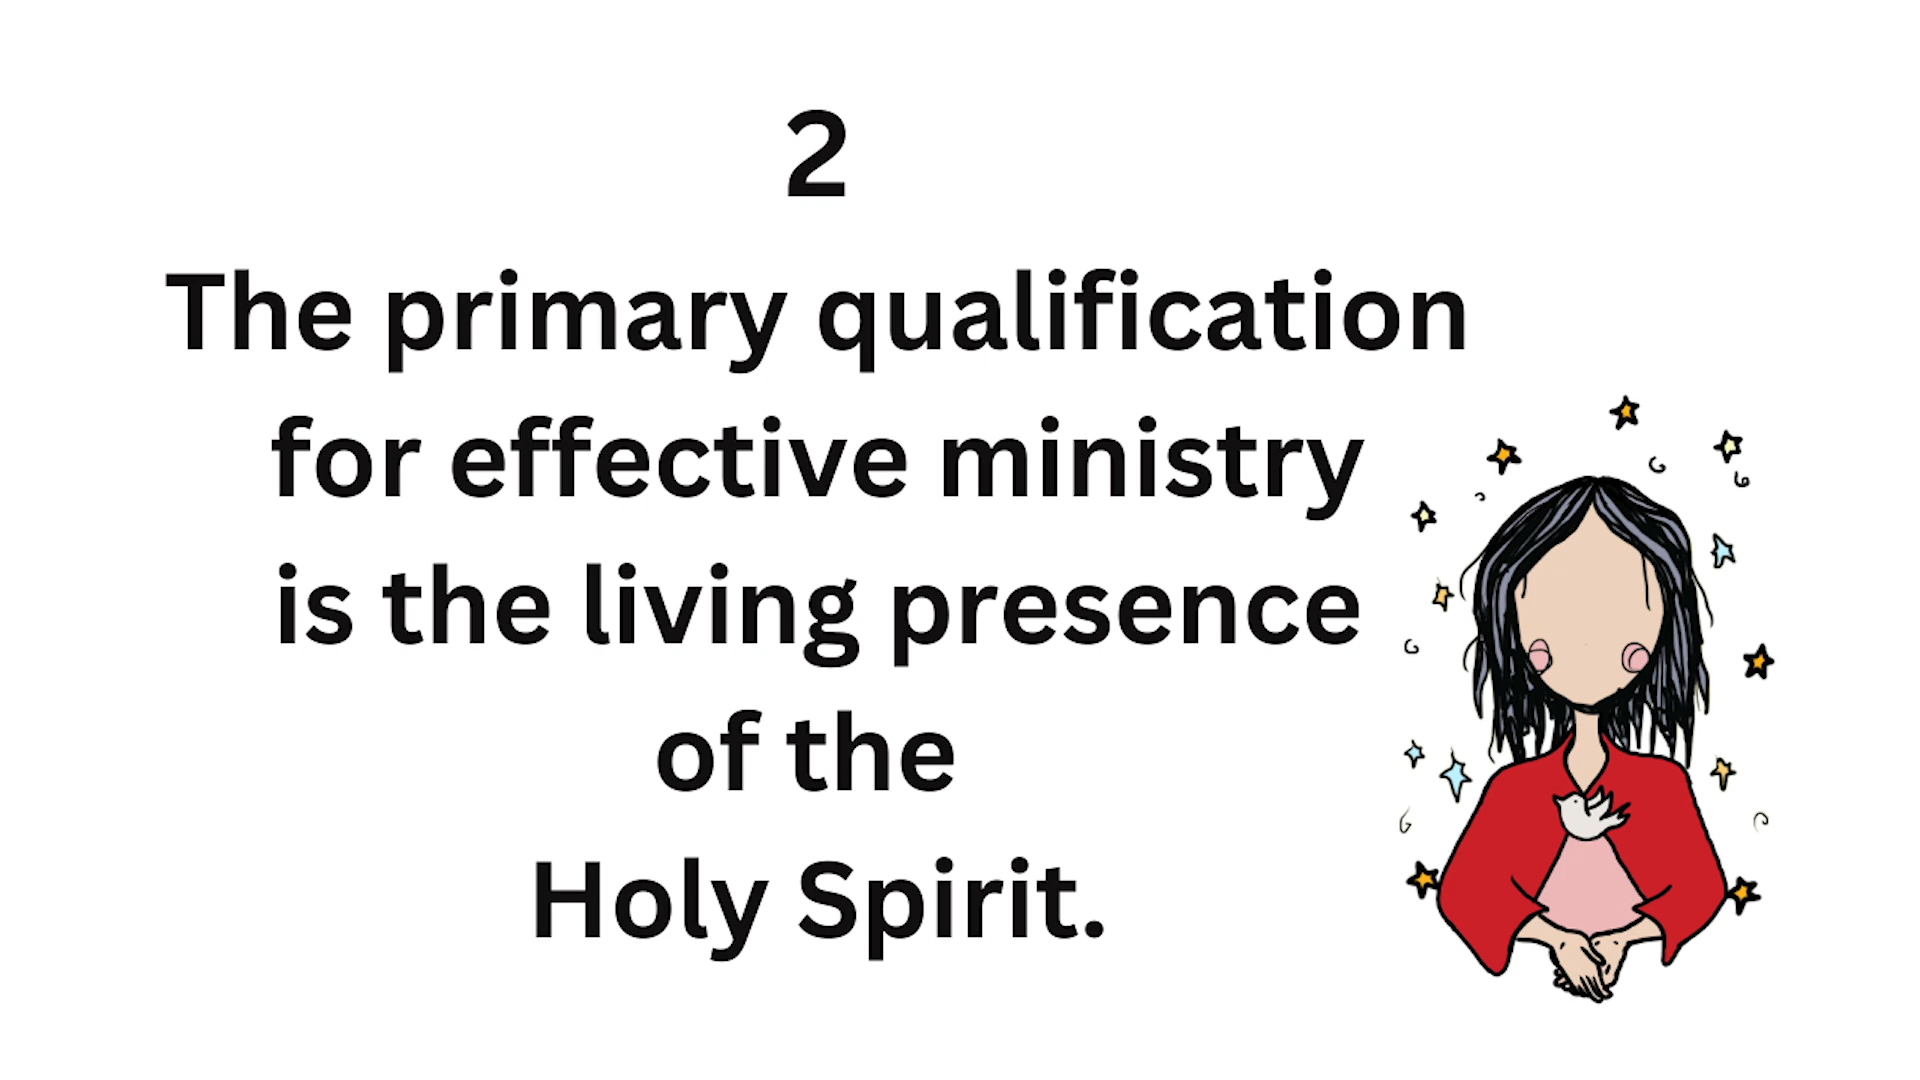 2
The primary qualification
for effective ministry
is the living presence
of the
Holy Spirit.